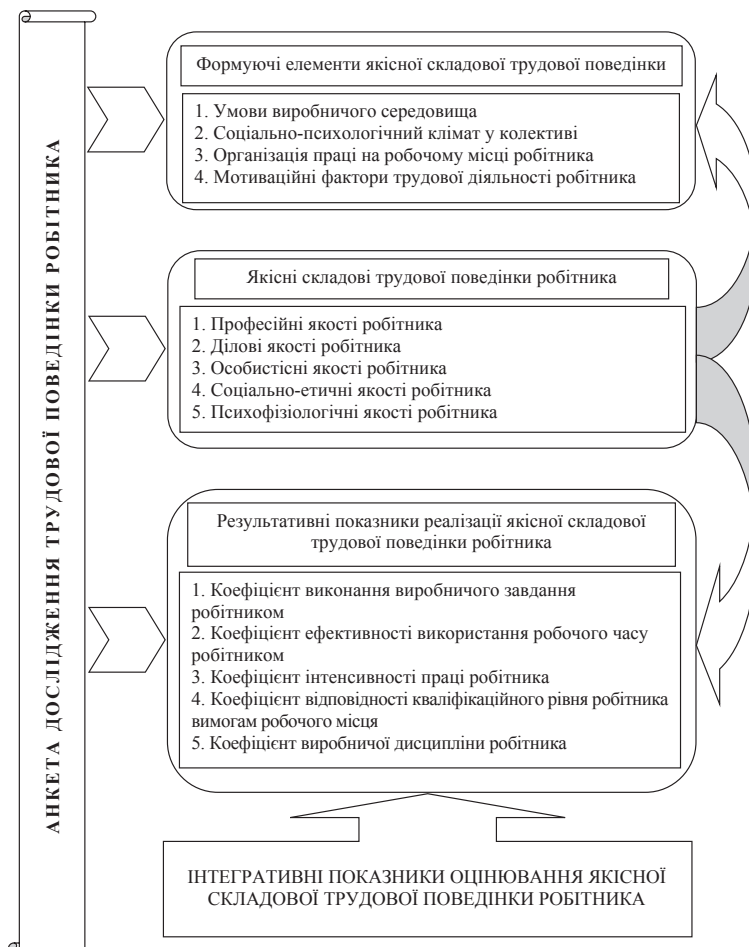 АНКЕТА ДОСЛІДЖЕННЯ ТРУДОВОЇ ПОВЕДІНКИ РОБІТНИКА
Формуючі елементи якісної складової трудової поведінки
1. Умови виробничого середовища
2. Соціально-психологічний клімат у колективі
3. Організація праці на робочому місці робітника
4. Мотиваційні фактори трудової діяльності робітника
Якісні складові трудової поведінки робітника
1. Професійні якості робітника
2. Ділові якості робітника
3. Особистісні якості робітника
4. Соціально-етичні якості робітника
5. Психофізіологічні якості робітника
Результативні показники реалізації якісної складової
трудової поведінки робітника
1. Коефіцієнт виконання виробничого завдання
робітником
2. Коефіцієнт ефективності використання робочого часу
робітником
3. Коефіцієнт інтенсивності праці робітника
4. Коефіцієнт відповідності кваліфікаційного рівня робітника
вимогам робочого місця
5. Коефіцієнт виробничої дисципліни робітника
ІНТЕГРАТИВНІ ПОКАЗНИКИ ОЦІНЮВАННЯ ЯКІСНОЇ
СКЛАДОВОЇ ТРУДОВОЇ ПОВЕДІНКИ РОБІТНИКА